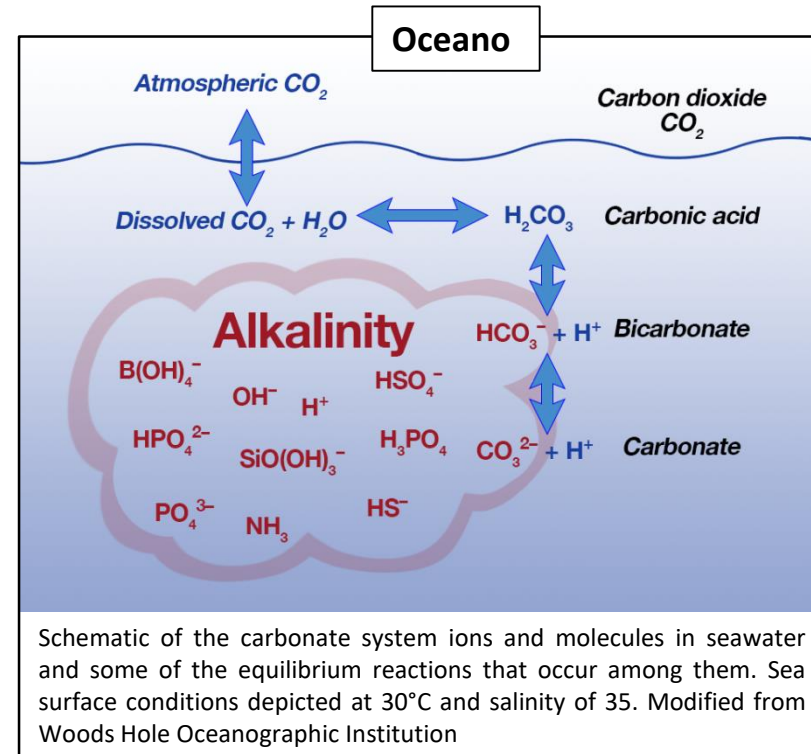 Oceano
Atmospheric CO₂
Carbon dioxide
CO₂
Dissolved CO₂ + H₂O
H₂CO₃
Carbonic acid
Alkalinity
HCO₃⁻ + H⁺
Bicarbonate
B(OH)₄⁻
OH⁻
H⁺
HSO₄⁻
HPO₄²⁻
SiO(OH)₃⁻
H₃PO₄
CO₃²⁻ + H⁺
Carbonate
PO₄³⁻
NH₃
HS⁻
Schematic of the carbonate system ions and molecules in seawater
and some of the equilibrium reactions that occur among them. Sea
surface conditions depicted at 30°C and salinity of 35. Modified from
Woods Hole Oceanographic Institution